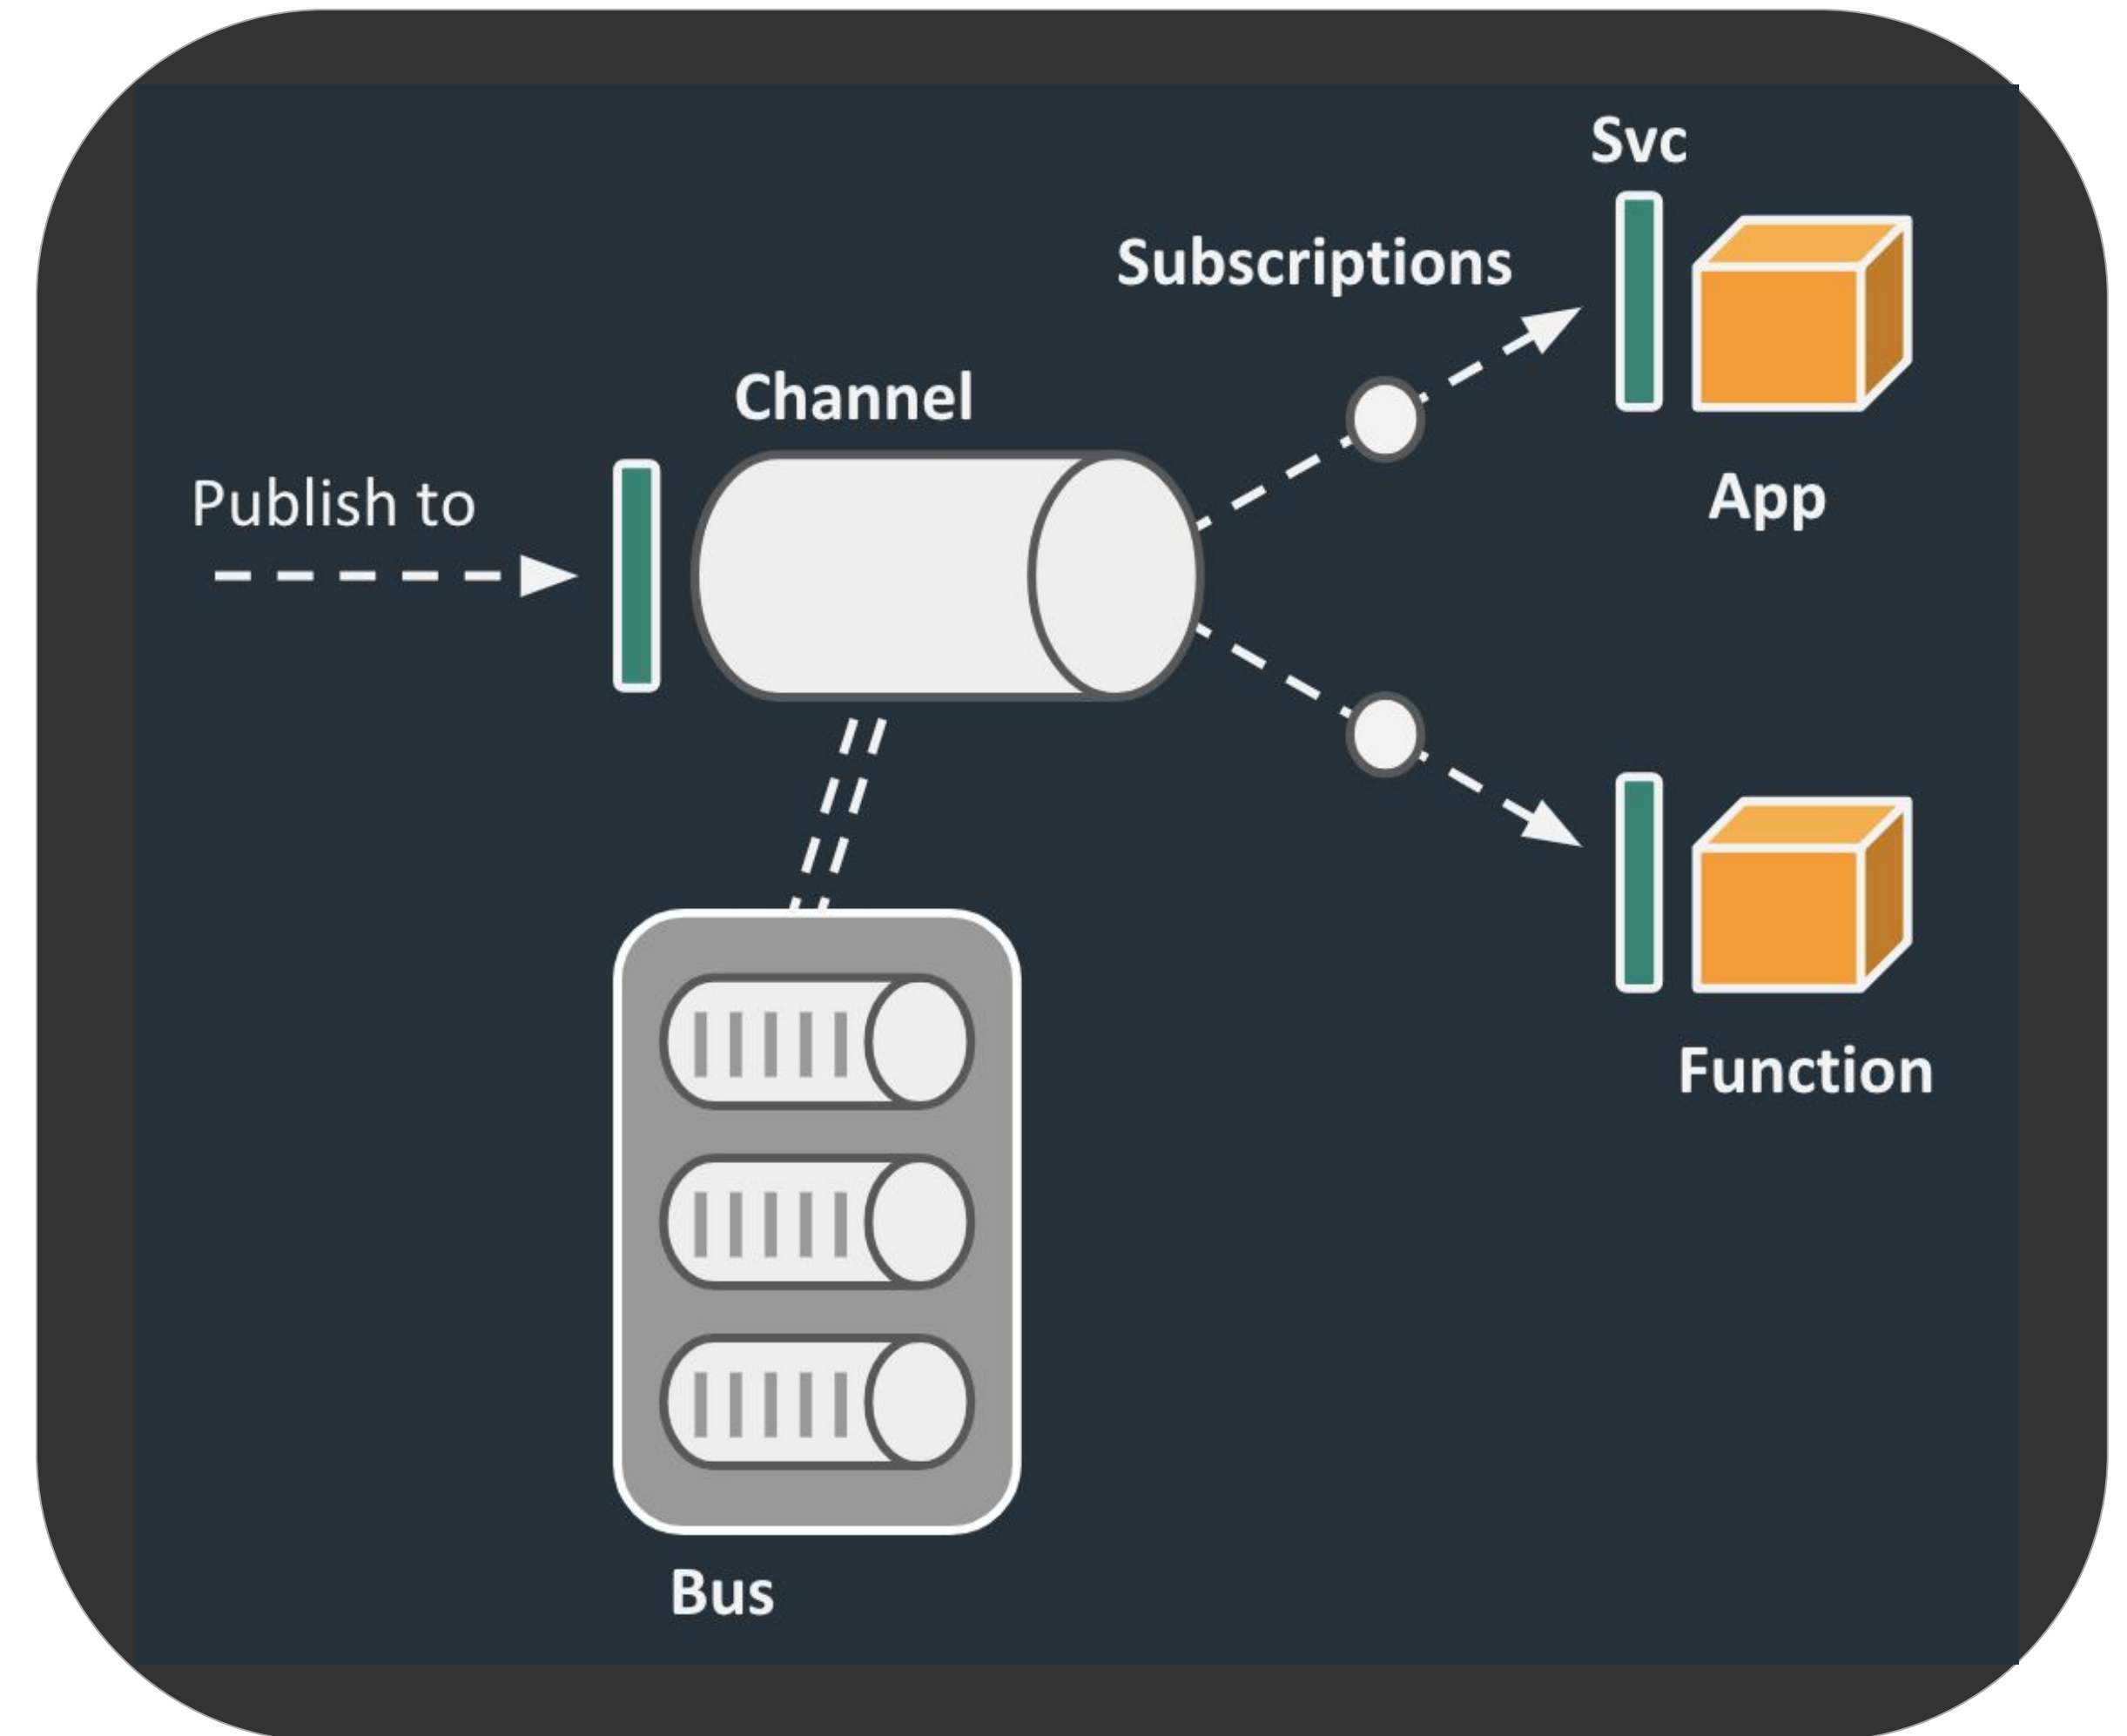 Svc
Subscriptions
Channel
Publish to
App
Function
Bus